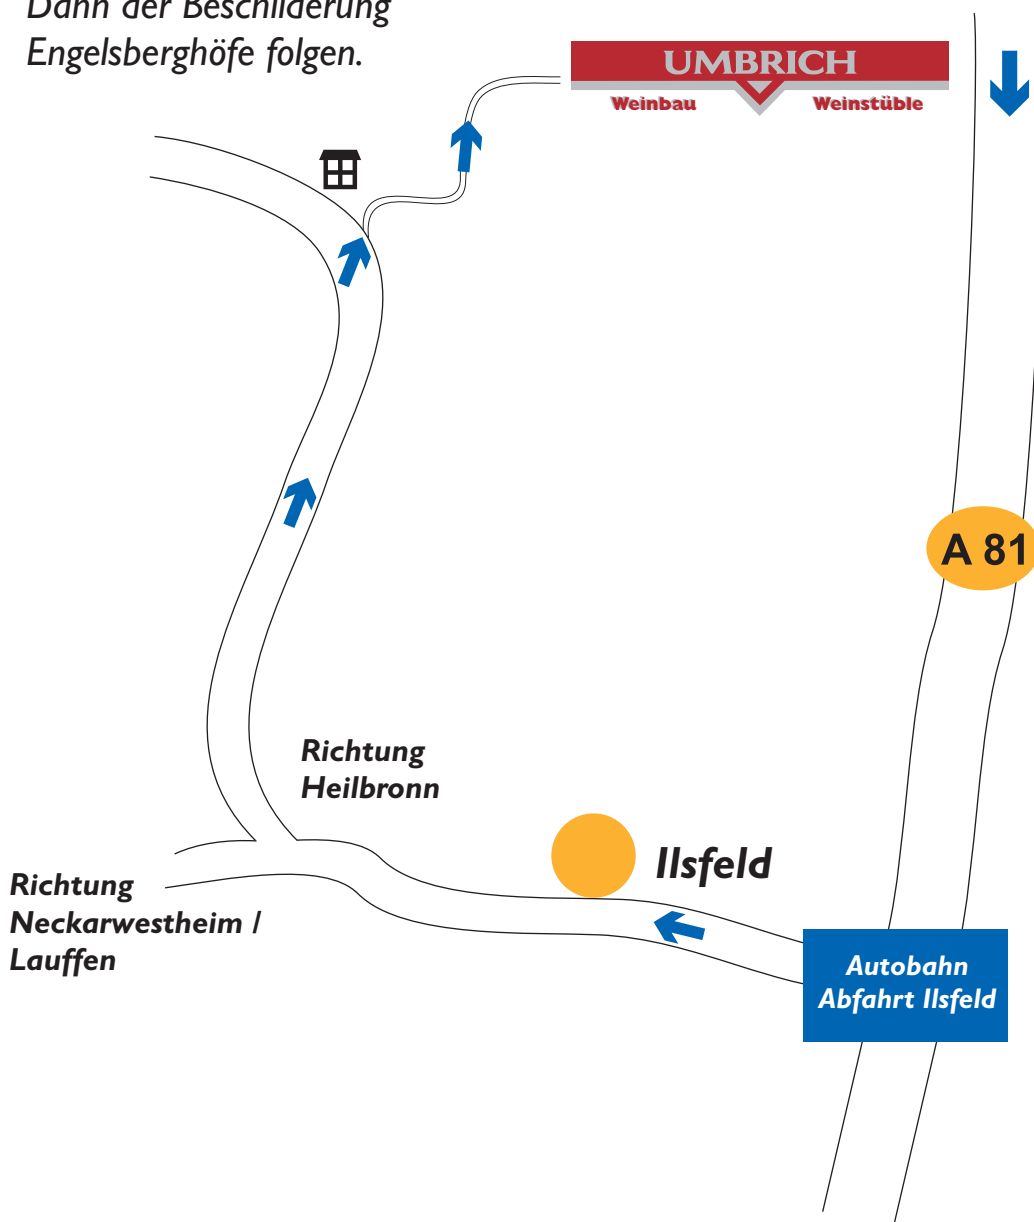 Dann der Beschilderung
Engelsberghöfe folgen.
UMBRICH
Weinbau
Weinstüble
A 81
Richtung
Heilbronn
Ilsfeld
Richtung
Neckarwestheim /
Lauffen
Autobahn
Abfahrt Ilsfeld